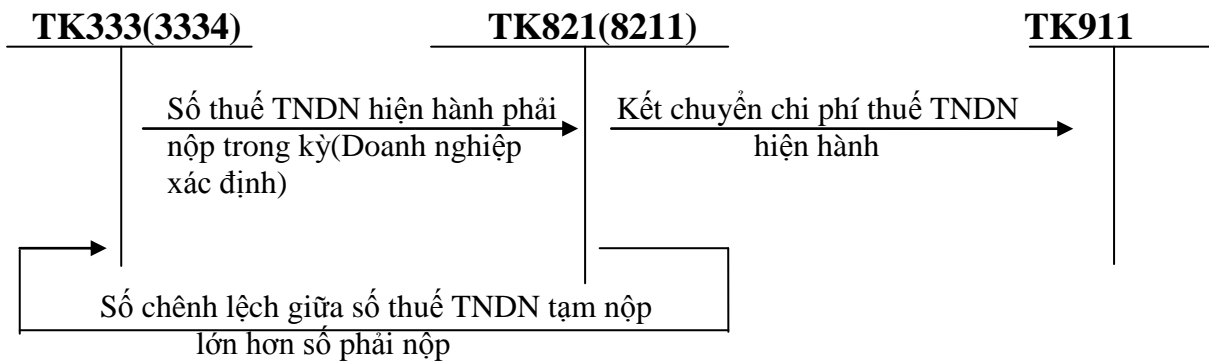 TK333(3334) TK821(8211) TK911
Số thuế TNDN hiện hành phải
nộp trong kỳ(Doanh nghiệp
xác định)
Kết chuyển chi phí thuế TNDN
hiện hành
Số chênh lệch giữa số thuế TNDN tạm nộp
lớn hơn số phải nộp